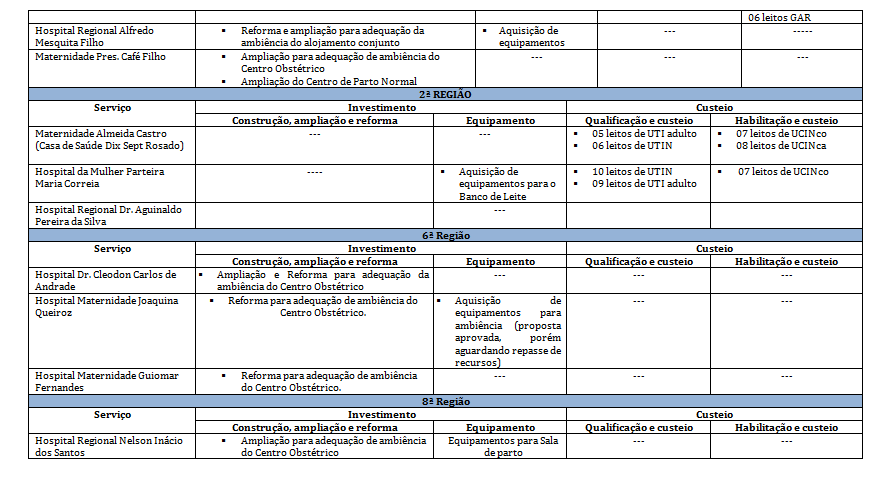 06 leitos GAR
Hospital Regional Alfredo Mesquita Filho
▪ Reforma e ampliação para adequação da ambiência do alojamento conjunto
▪ Aquisição de equipamentos
---
-----
Maternidade Pres. Café Filho
▪ Ampliação para adequação de ambiência do Centro Obstétrico
▪ Ampliação do Centro de Parto Normal
---
---
---
2ª REGIÃO
Serviço
Investimento
Custeio
Construção, ampliação e reforma
Equipamento
Qualificação e custeio
Habilitação e custeio
Maternidade Almeida Castro (Casa de Saúde Dix Sept Rosado)
---
---
▪ 05 leitos de UTI adulto
▪ 06 leitos de UTIN
▪ 07 leitos de UCINco
▪ 08 leitos de UCINca
Hospital da Mulher Parteira Maria Correia
----
▪ Aquisição de equipamentos para o Banco de Leite
▪ 10 leitos de UTIN
▪ 09 leitos de UTI adulto
▪ 07 leitos de UCINco
Hospital Regional Dr. Aguinaldo Pereira da Silva
---
6ª Região
Serviço
Investimento
Custeio
Construção, ampliação e reforma
Equipamento
Qualificação e custeio
Habilitação e custeio
Hospital Dr. Cleodon Carlos de Andrade
▪ Ampliação e Reforma para adequação da ambiência do Centro Obstétrico
---
---
---
Hospital Maternidade Joaquina Queiroz
▪ Reforma para adequação de ambiência do Centro Obstétrico.
▪ Aquisição de equipamentos para ambiência (proposta aprovada, porém aguardando repasse de recursos)
---
---
Hospital Maternidade Guiomar Fernandes
▪ Reforma para adequação de ambiência do Centro Obstétrico.
---
---
---
8ª Região
Serviço
Investimento
Custeio
Construção, ampliação e reforma
Equipamento
Qualificação e custeio
Habilitação e custeio
Hospital Regional Nelson Inácio dos Santos
▪ Ampliação para adequação de ambiência do Centro Obstétrico
Equipamentos para Sala de parto
---
---